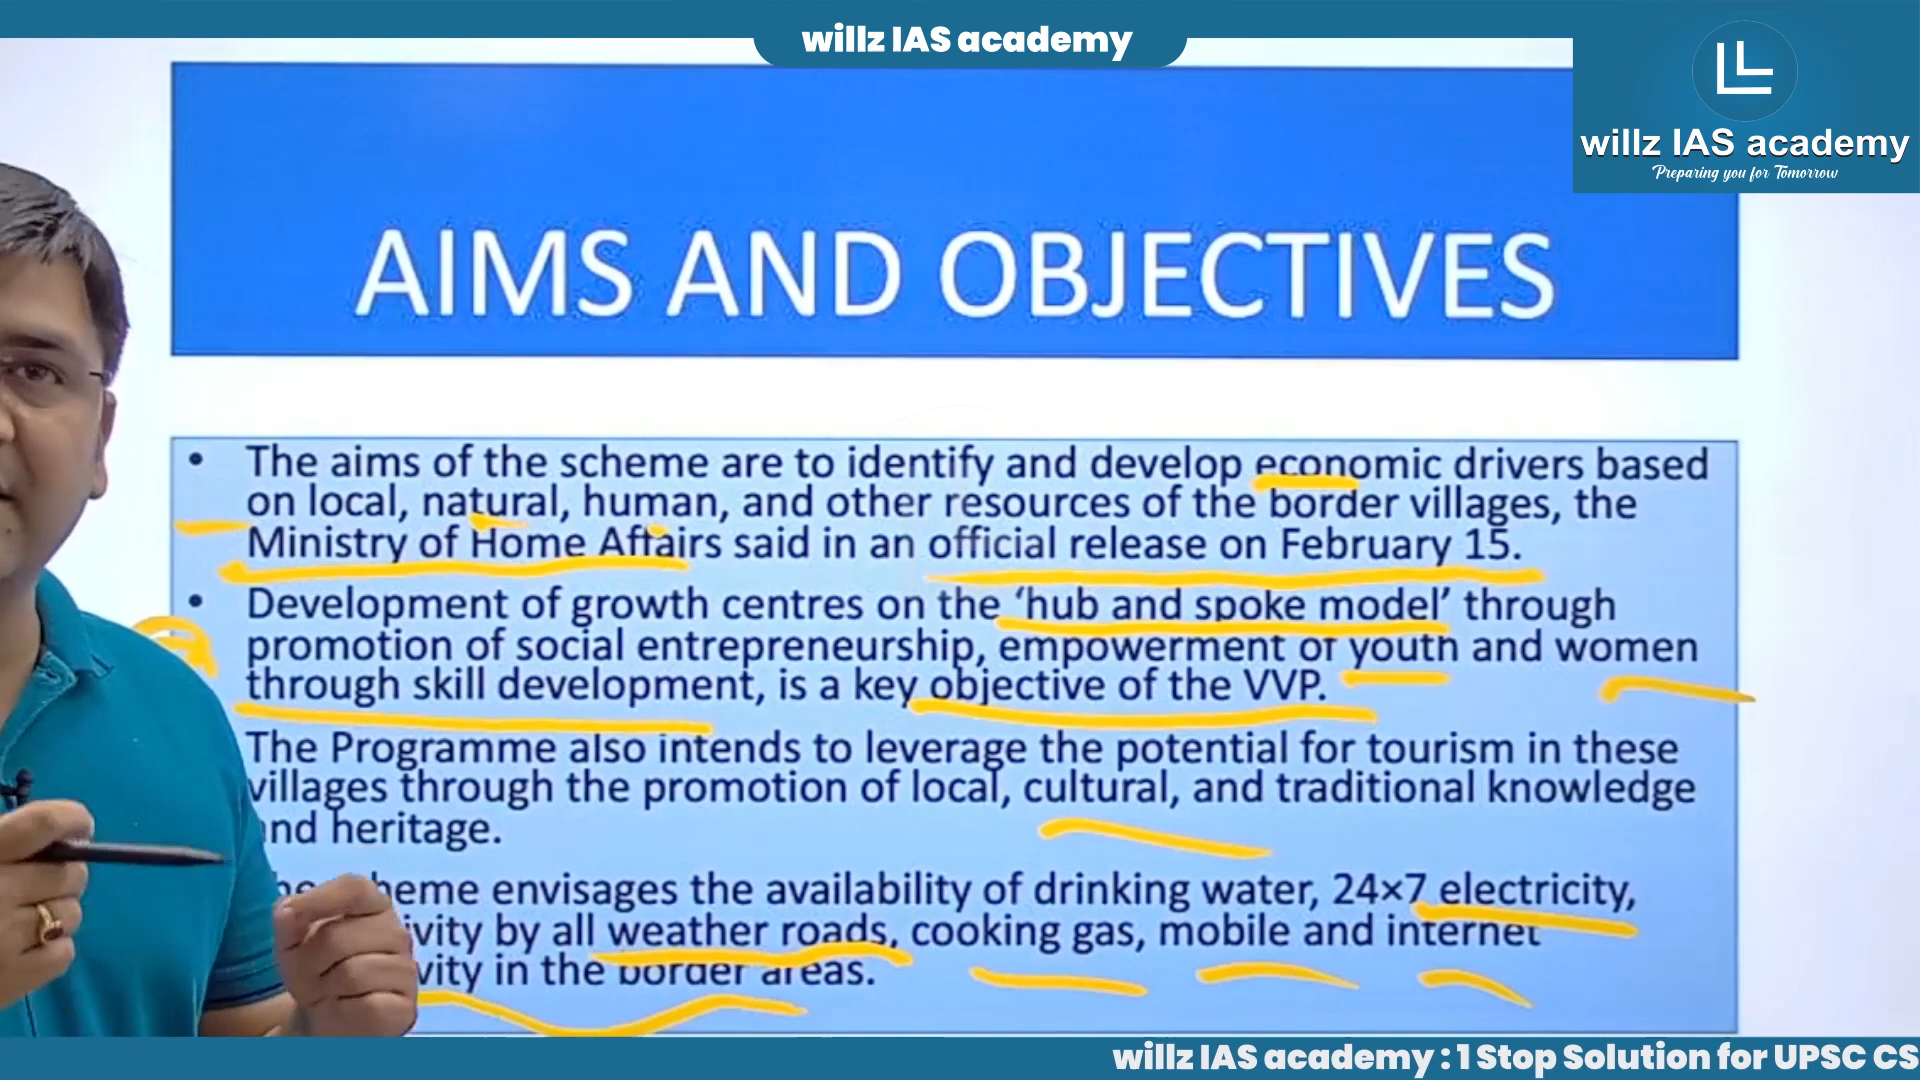 willz IAS academy
LL
willz IAS academy
Preparing you for Tomorrow
AIMS AND OBJECTIVES
• The aims of the scheme are to identify and develop economic drivers based
on local, natural, human, and other resources of the border villages, the
Ministry of Home Affairs said in an official release on February 15.
• Development of growth centres on the ‘hub and spoke model’ through
promotion of social entrepreneurship, empowerment of youth and women
through skill development, is a key objective of the VVP.
The Programme also intends to leverage the potential for tourism in these
villages through the promotion of local, cultural, and traditional knowledge
and heritage.
envisages the availability of drinking water, 24×7 electricity,
by all weather roads, cooking gas, mobile and internet
in the border areas.
willz IAS academy : 1 Stop Solution for UPSC CS